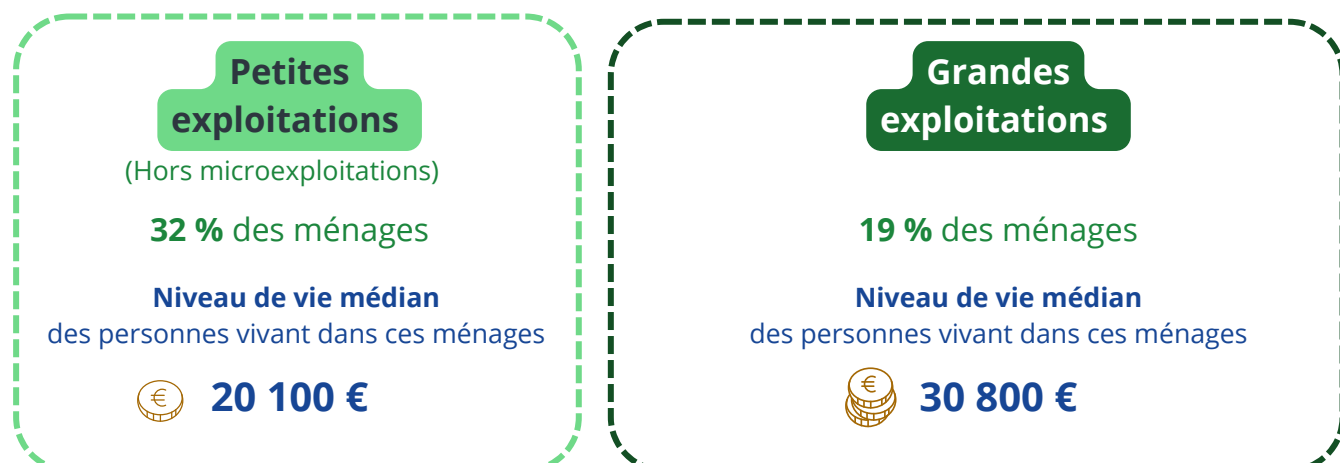 Petites
exploitations
(Hors microexploitations)
32 % des ménages
Niveau de vie médian
des personnes vivant dans ces ménages
€ 20 100 €
Grandes
exploitations
19 % des ménages
Niveau de vie médian
des personnes vivant dans ces ménages
€ 30 800 €